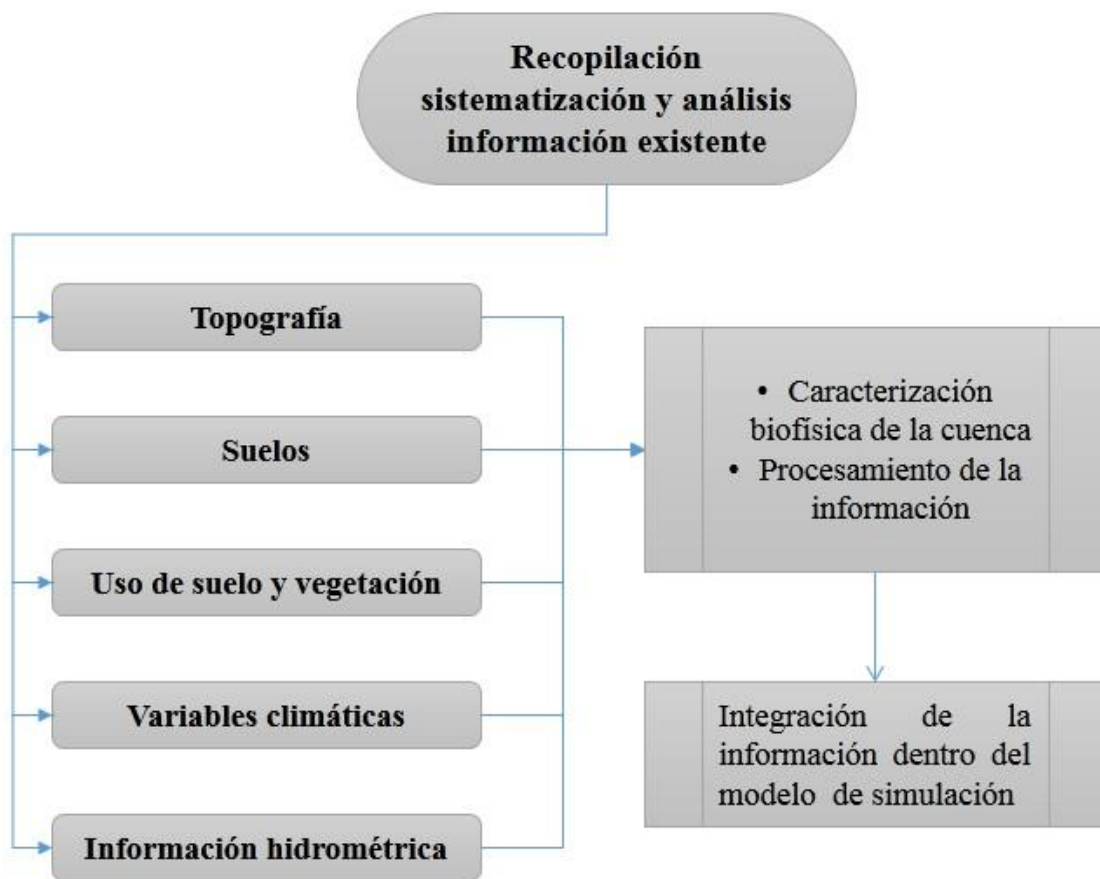 Recopilación
sistematización y análisis
información existente
Topografía
Suelos
Uso de suelo y vegetación
Variables climáticas
Información hidrométrica
• Caracterización
biofísica de la cuenca
• Procesamiento de la
información
Integración de la
información dentro del
modelo de simulación